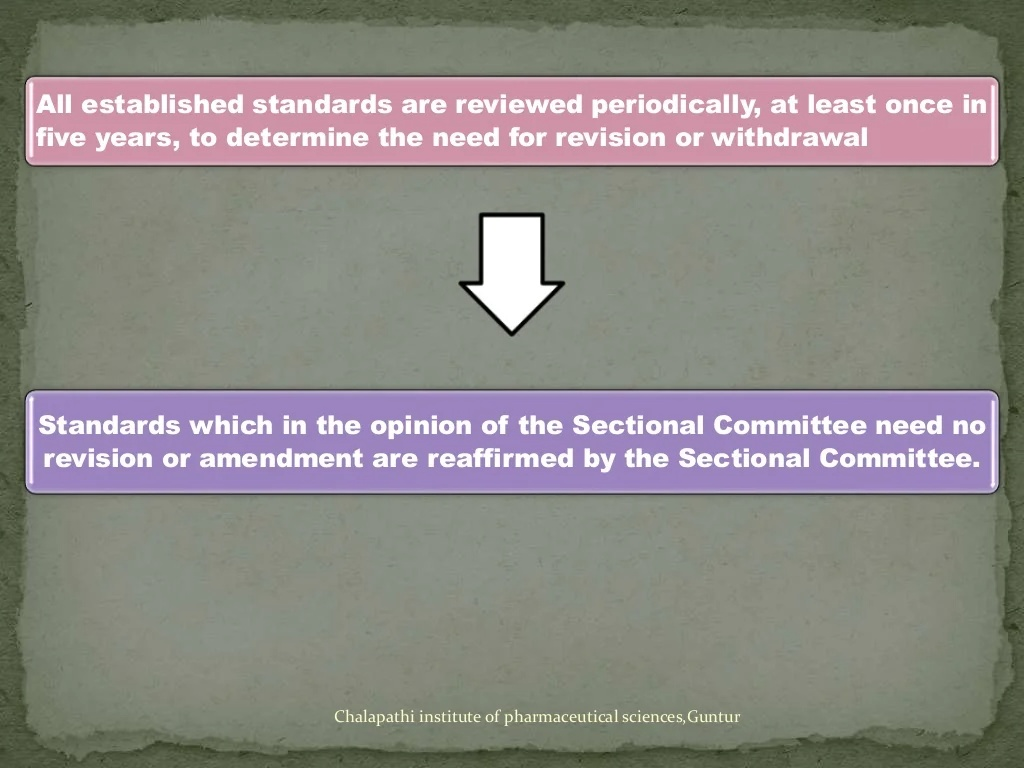 All established standards are reviewed periodically, at least once in
five years, to determine the need for revision or withdrawal
Standards which in the opinion of the Sectional Committee need no
revision or amendment are reaffirmed by the Sectional Committee.
Chalapathi institute of pharmaceutical sciences,Guntur